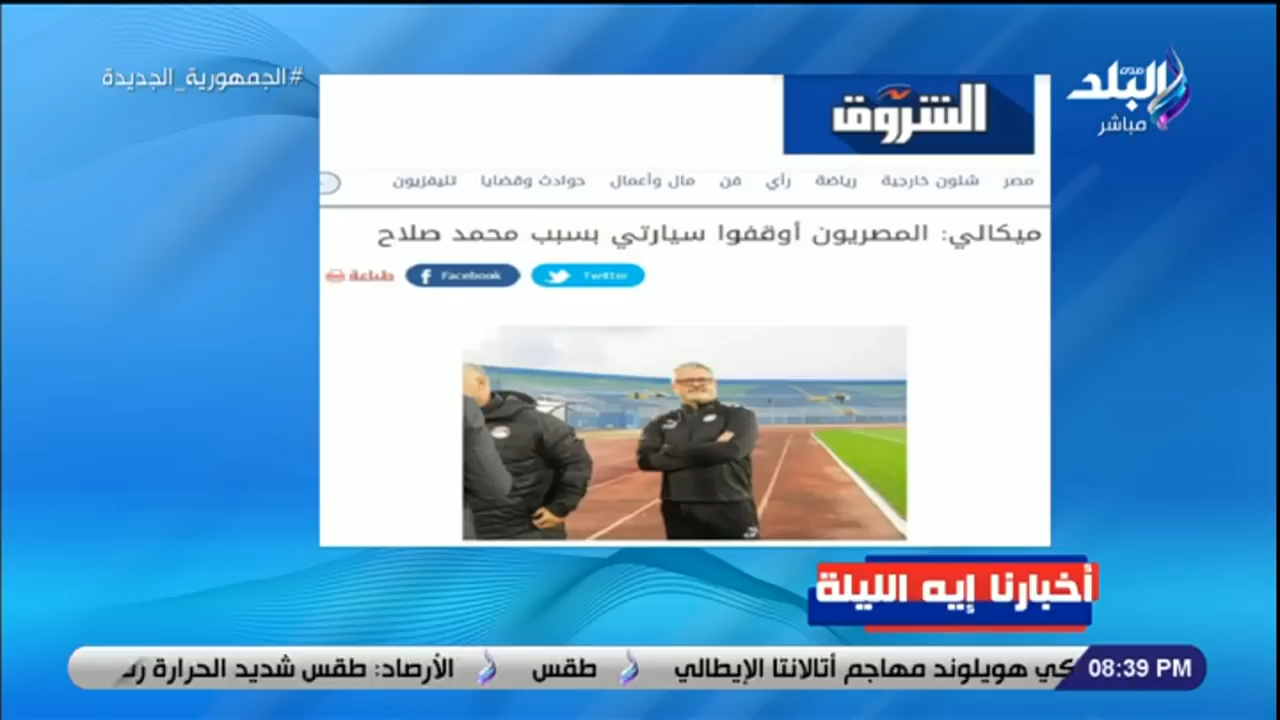 #الجمهورية_الجديدة
صدى البلد
مباشر
الشروق
مصر شئون خارجية رياضة رأي فن مال وأعمال حوادث وقضايا تليفزيون
ميكالي: المصريون أوقفوا سيارتي بسبب محمد صلاح
Twitter Facebook طباعة
أخبارنا إيه الليلة
08:39 PM
كي هويلوند مهاجم أتالانتا الإيطالي طقس الأرصاد: طقس شديد الحرارة